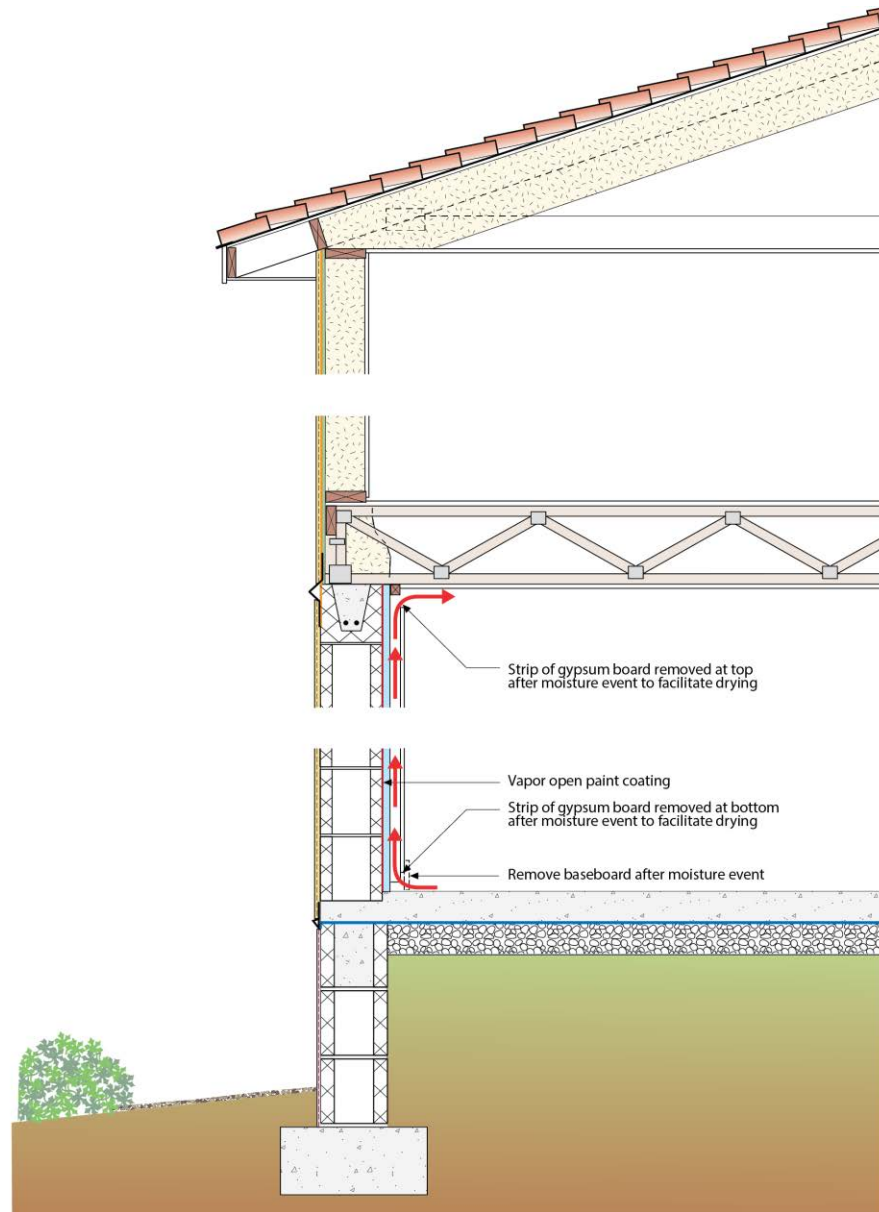 Strip of gypsum board removed at top
after moisture event to facilitate drying
Vapor open paint coating
Strip of gypsum board removed at bottom
after moisture event to facilitate drying
Remove baseboard after moisture event